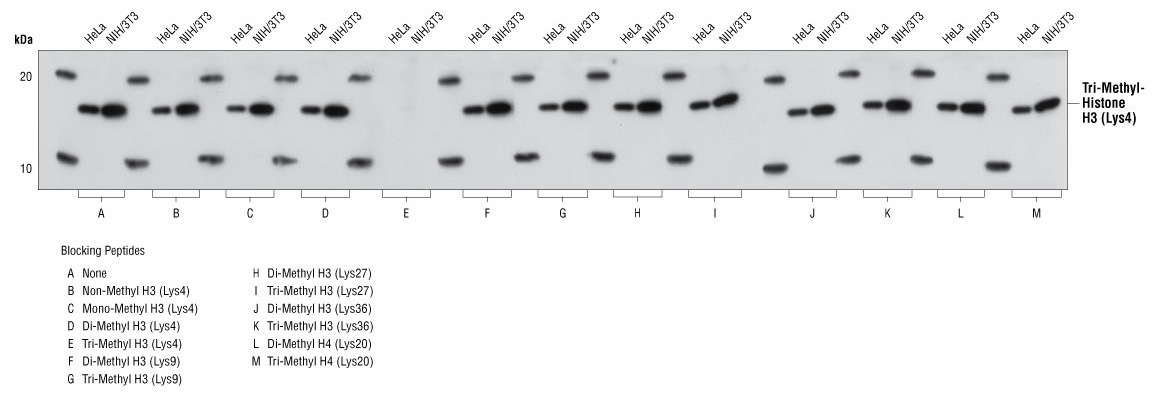 HeLa NIH/3T3 HeLa NIH/3T3 HeLa NIH/3T3 HeLa NIH/3T3 HeLa NIH/3T3 HeLa NIH/3T3 HeLa NIH/3T3 HeLa NIH/3T3 HeLa NIH/3T3 HeLa NIH/3T3 HeLa NIH/3T3 HeLa NIH/3T3 HeLa NIH/3T3
kDa
20
Tri-Methyl-
Histone
H3 (Lys4)
10
A B C D E F G H I J K L M
Blocking Peptides
A None
B Non-Methyl H3 (Lys4)
C Mono-Methyl H3 (Lys4)
D Di-Methyl H3 (Lys4)
E Tri-Methyl H3 (Lys4)
F Di-Methyl H3 (Lys9)
G Tri-Methyl H3 (Lys9)
H Di-Methyl H3 (Lys27)
I Tri-Methyl H3 (Lys27)
J Di-Methyl H3 (Lys36)
K Tri-Methyl H3 (Lys36)
L Di-Methyl H4 (Lys20)
M Tri-Methyl H4 (Lys20)